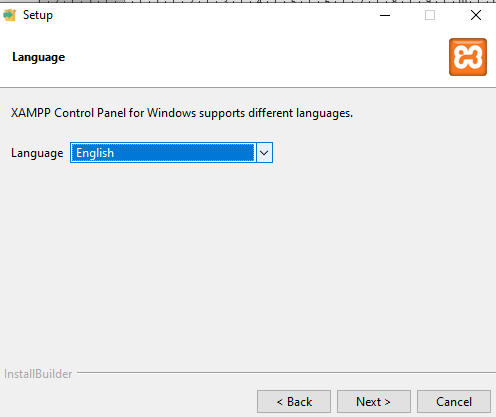 Setup
Language
XAMPP Control Panel for Windows supports different languages.
Language English
InstallBuilder
< Back Next > Cancel